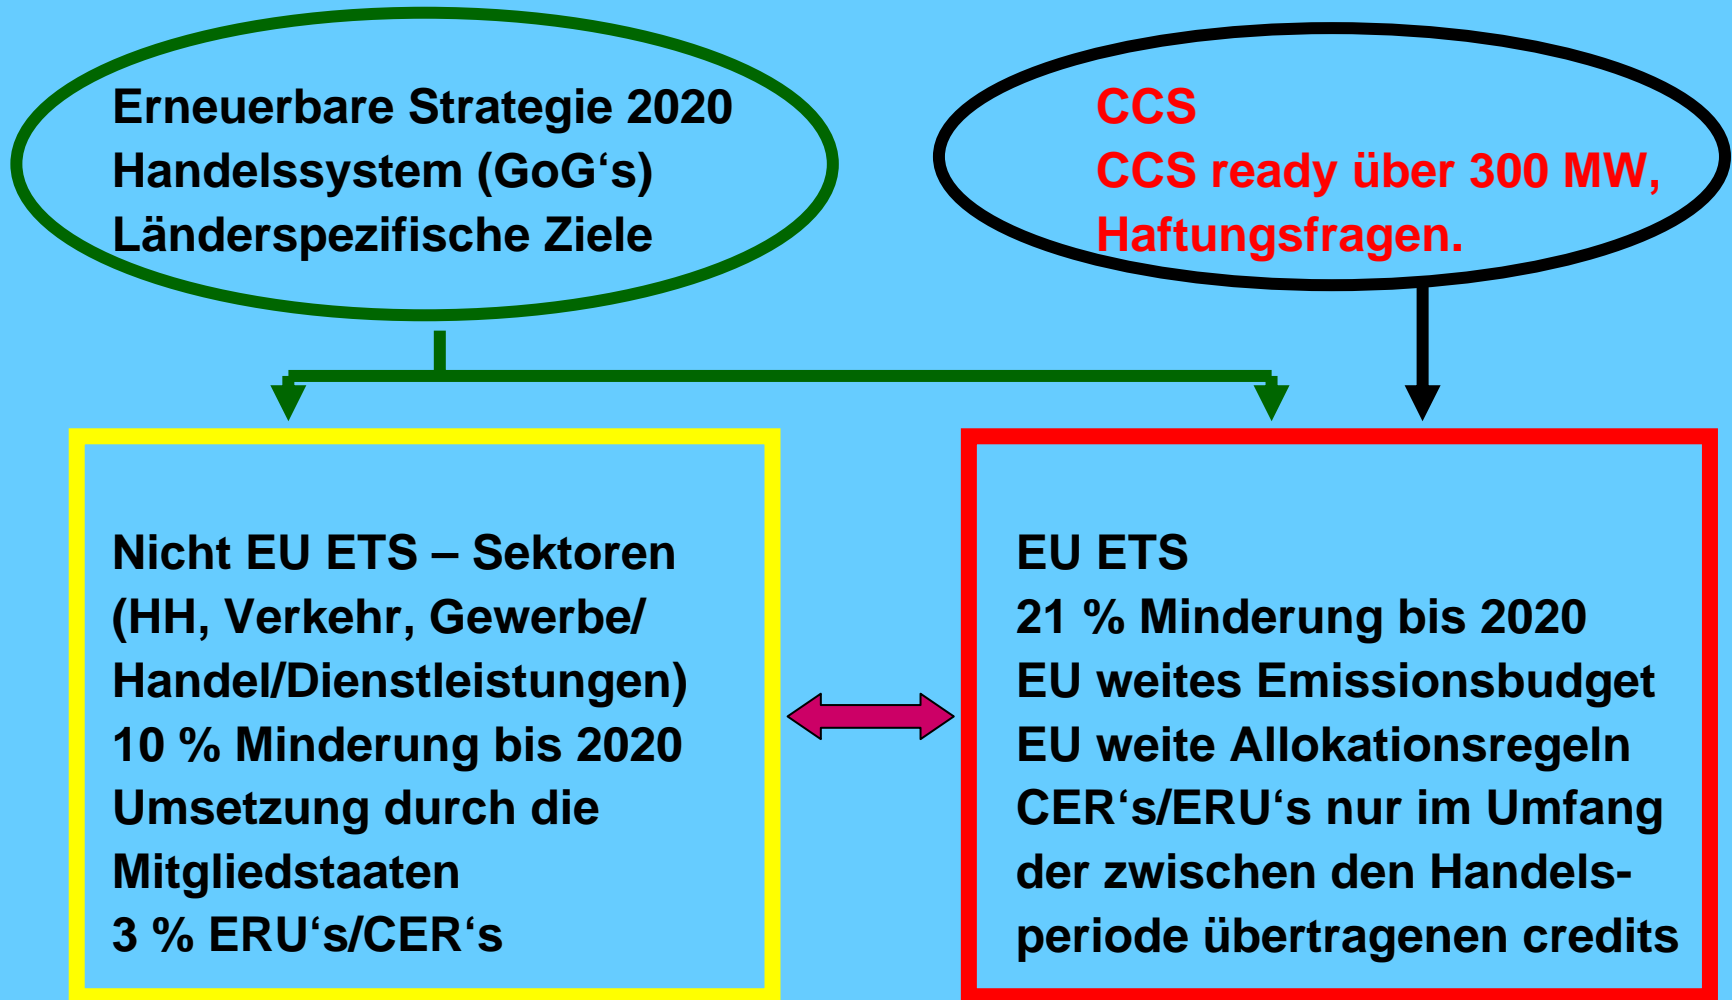 Erneuerbare Strategie 2020
Handelssystem (GoG‘s)
Länderspezifische Ziele
CCS
CCS ready über 300 MW,
Haftungsfragen.
Nicht EU ETS – Sektoren
(HH, Verkehr, Gewerbe/
Handel/Dienstleistungen)
10 % Minderung bis 2020
Umsetzung durch die
Mitgliedstaaten
3 % ERU‘s/CER‘s
EU ETS
21 % Minderung bis 2020
EU weites Emissionsbudget
EU weite Allokationsregeln
CER‘s/ERU‘s nur im Umfang
der zwischen den Handels-
periode übertragenen credits